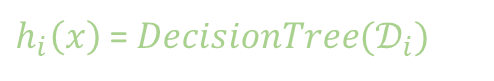 hᵢ(x) = DecisionTree(𝒟ᵢ)